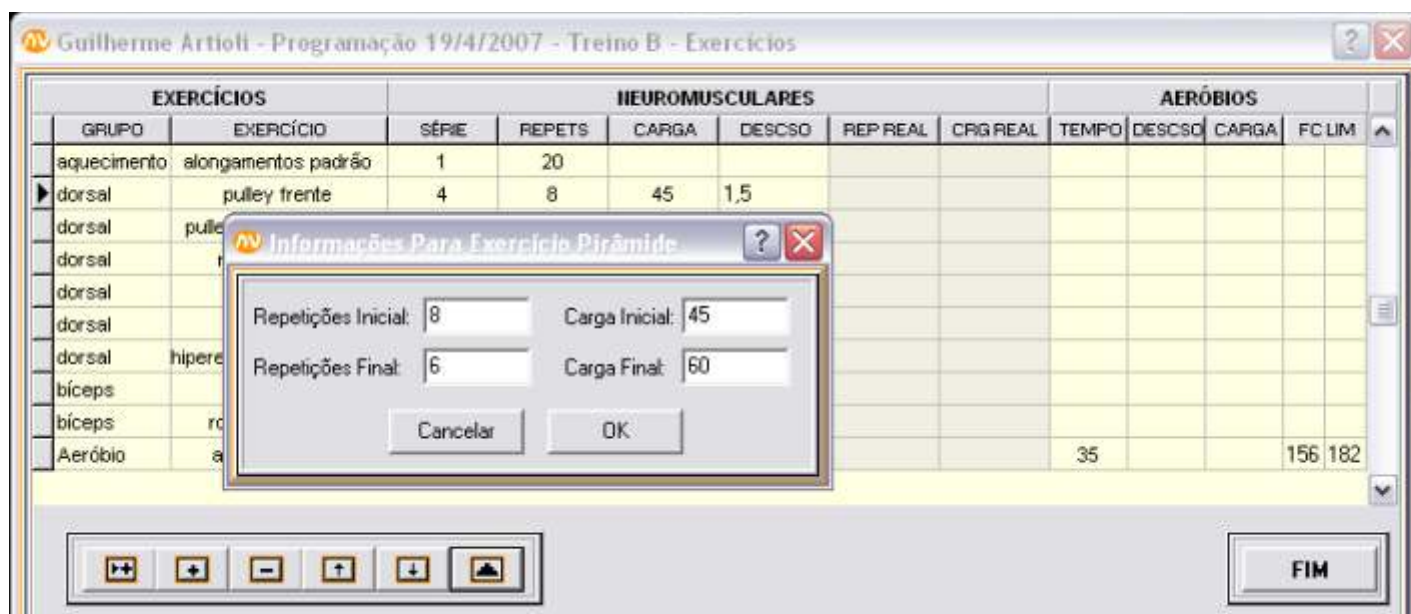 Guilherme Artioli - Programação 19/4/2007 - Treino B - Exercícios
EXERCÍCIOS NEUROMUSCULARES AERÓBIOS
GRUPO EXERCÍCIO SÉRIE REPETS CARGA DESCSO REP REAL CRG REAL TEMPO DESCSO CARGA FC LIM
aquecimento alongamentos padrão 1 20
dorsal pulley frente 4 8 45 1,5
dorsal pulle
dorsal
dorsal
dorsal
dorsal hipere
bíceps
bíceps ro
Aeróbio a 35 156 182
Informações Para Exercício Pirâmide
Repetições Inicial: 8 Carga Inicial: 45
Repetições Final: 6 Carga Final: 60
Cancelar OK
FIM